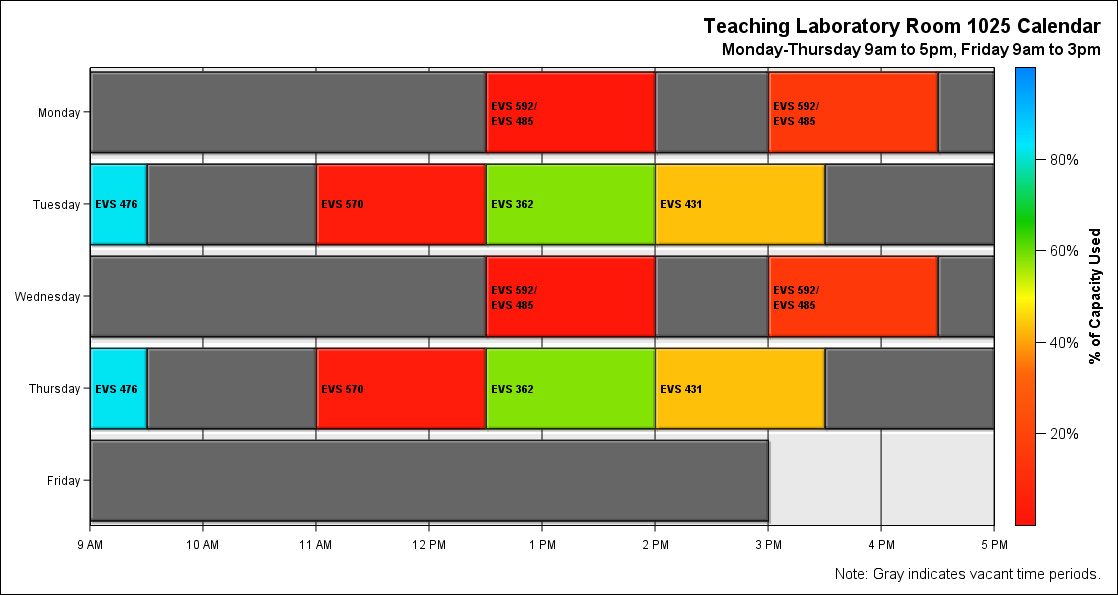 Teaching Laboratory Room 1025 Calendar
Monday-Thursday 9am to 5pm, Friday 9am to 3pm
Monday
EVS 592/
EVS 485
EVS 592/
EVS 485
Tuesday
EVS 476
EVS 570
EVS 362
EVS 431
Wednesday
EVS 592/
EVS 485
EVS 592/
EVS 485
Thursday
EVS 476
EVS 570
EVS 362
EVS 431
Friday
9 AM
10 AM
11 AM
12 PM
1 PM
2 PM
3 PM
4 PM
5 PM
80%
60%
40%
20%
% of Capacity Used
Note: Gray indicates vacant time periods.